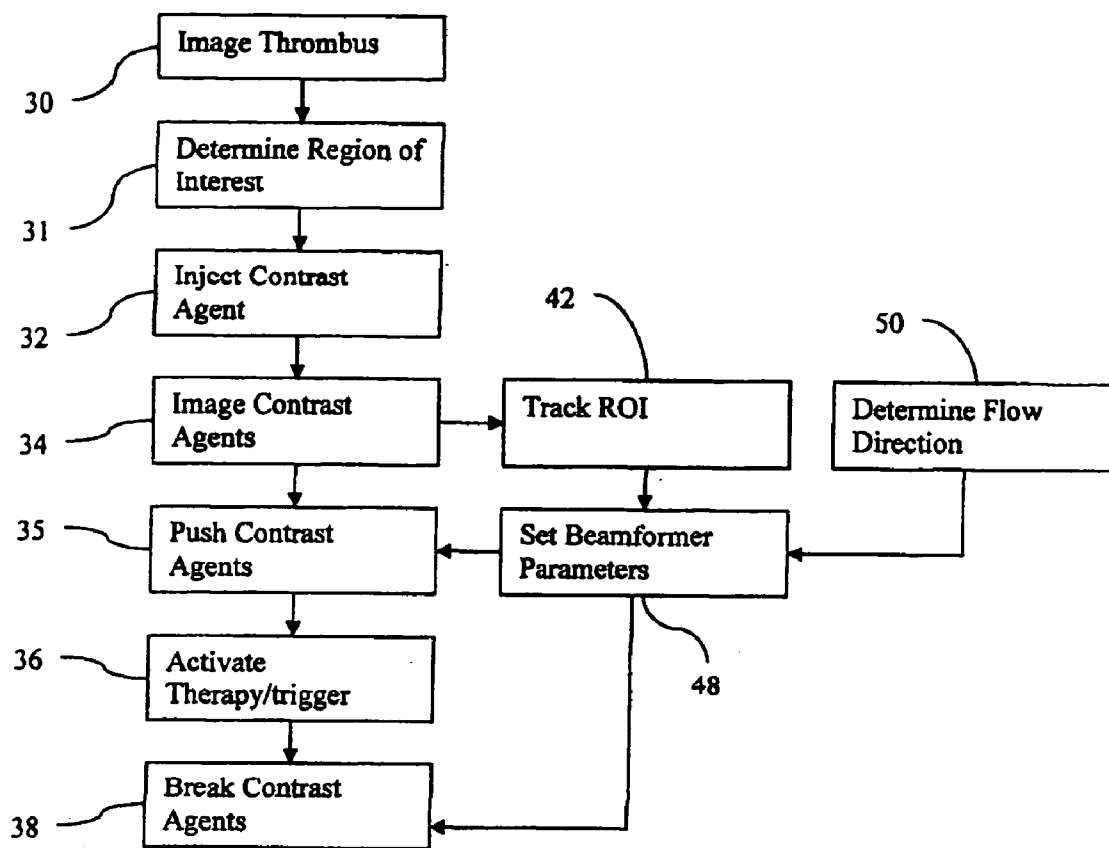 Image Thrombus
30
Determine Region of
Interest
31
Inject Contrast
Agent
32
42
50
Image Contrast
Agents
34
Track ROI
Determine Flow
Direction
35
Push Contrast
Agents
Set Beamformer
Parameters
36
Activate
Therapy/trigger
48
Break Contrast
Agents
38